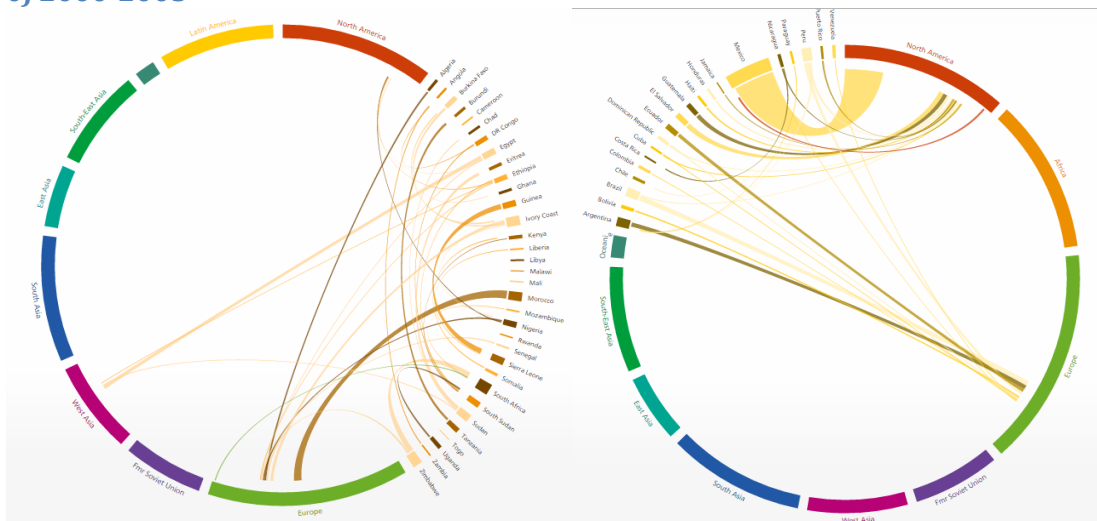 2000-2005
Latin America
North America
South-East Asia
East Asia
South Asia
West Asia
Fmr Soviet Union
Europe
Algeria
Angola
Burkina Faso
Burundi
Cameroon
Chad
DR Congo
Egypt
Eritrea
Ethiopia
Ghana
Guinea
Ivory Coast
Kenya
Liberia
Libya
Malawi
Mali
Morocco
Mozambique
Nigeria
Rwanda
Senegal
Sierra Leone
Somalia
South Africa
South Sudan
Sudan
Tanzania
Togo
Uganda
Zambia
Zimbabwe
Venezuela
Puerto Rico
Peru
Paraguay
Nicaragua
Mexico
Jamaica
Honduras
Haiti
Guatemala
El Salvador
Ecuador
Dominican Republic
Cuba
Costa Rica
Colombia
Chile
Brazil
Bolivia
Argentina
Oceani
South-East Asia
East Asia
South Asia
West Asia
Fmr Soviet Union
Europe
Africa
North America